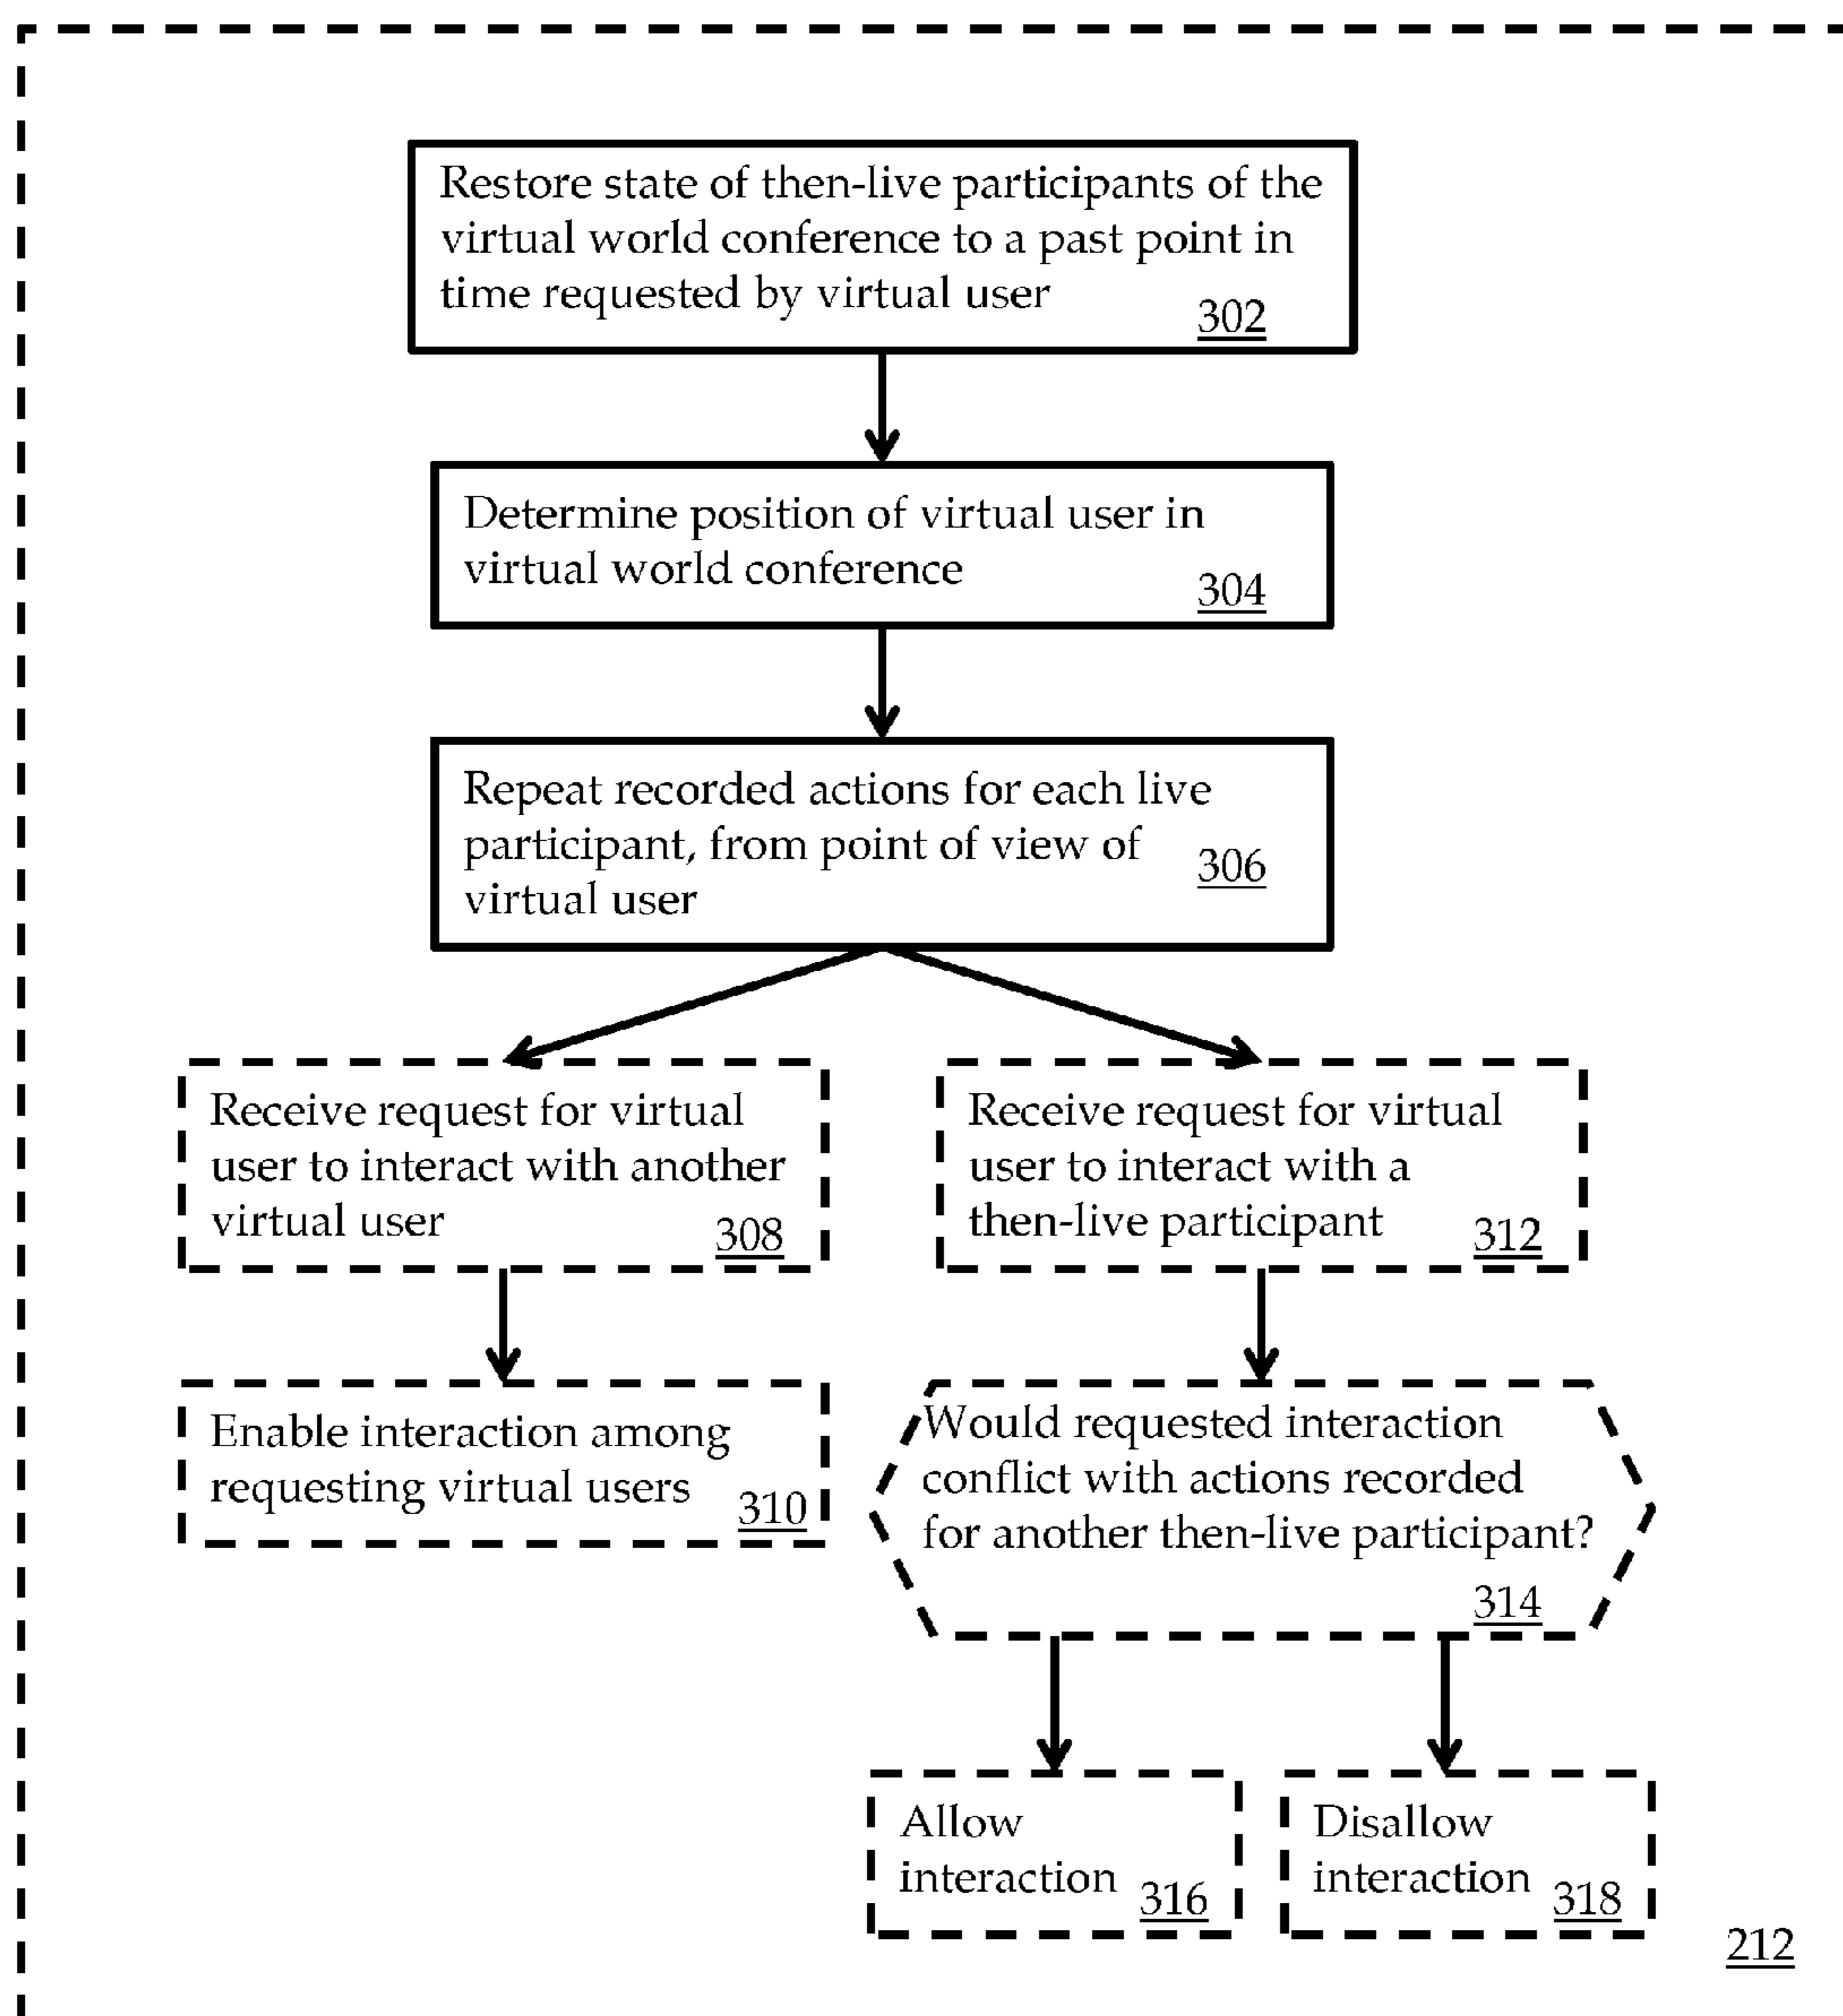 Restore state of then-live participants of the
virtual world conference to a past point in
time requested by virtual user
302
Determine position of virtual user in
virtual world conference
304
Repeat recorded actions for each live
participant, from point of view of
virtual user
306
Receive request for virtual
user to interact with another
virtual user
308
Receive request for virtual
user to interact with a
then-live participant
312
Enable interaction among
requesting virtual users
310
Would requested interaction
conflict with actions recorded
for another then-live participant?
314
Allow
interaction
316
Disallow
interaction
318
212